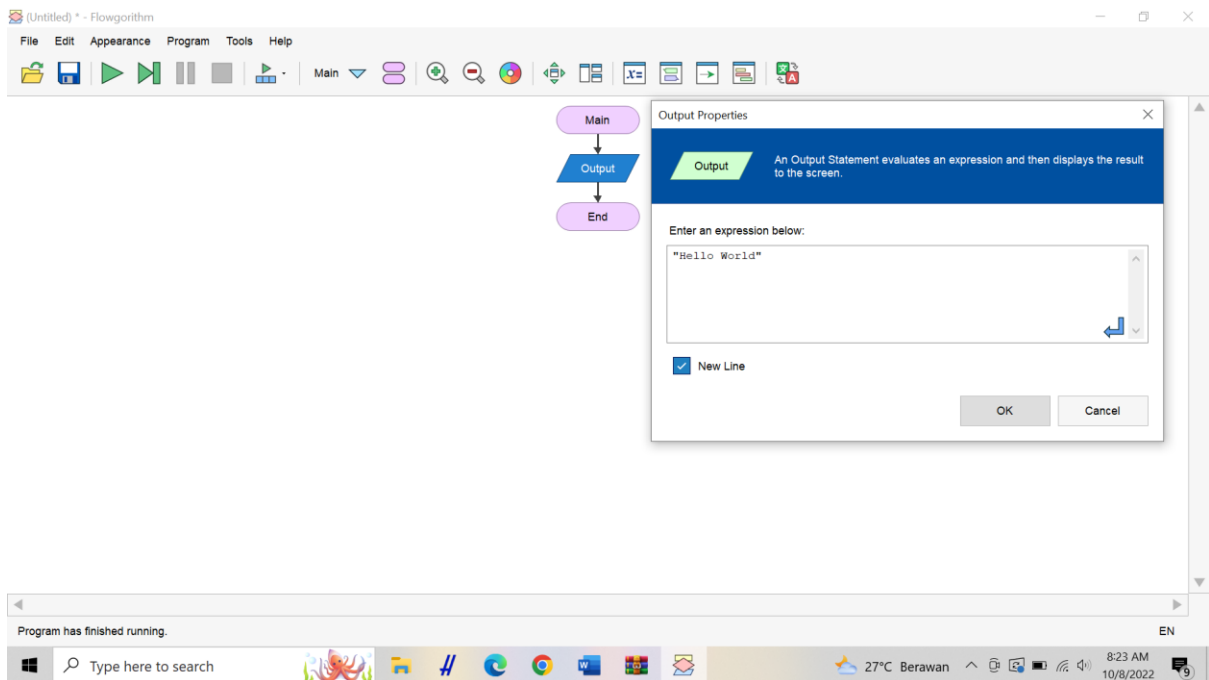 (Untitled) * - Flowgorithm
File Edit Appearance Program Tools Help
Main
x=
Main
Output
End
Output Properties
Output
An Output Statement evaluates an expression and then displays the result
to the screen.
Enter an expression below:
"Hello World"
New Line
OK Cancel
Program has finished running.
EN
Type here to search
27°C Berawan
8:23 AM
10/8/2022
9